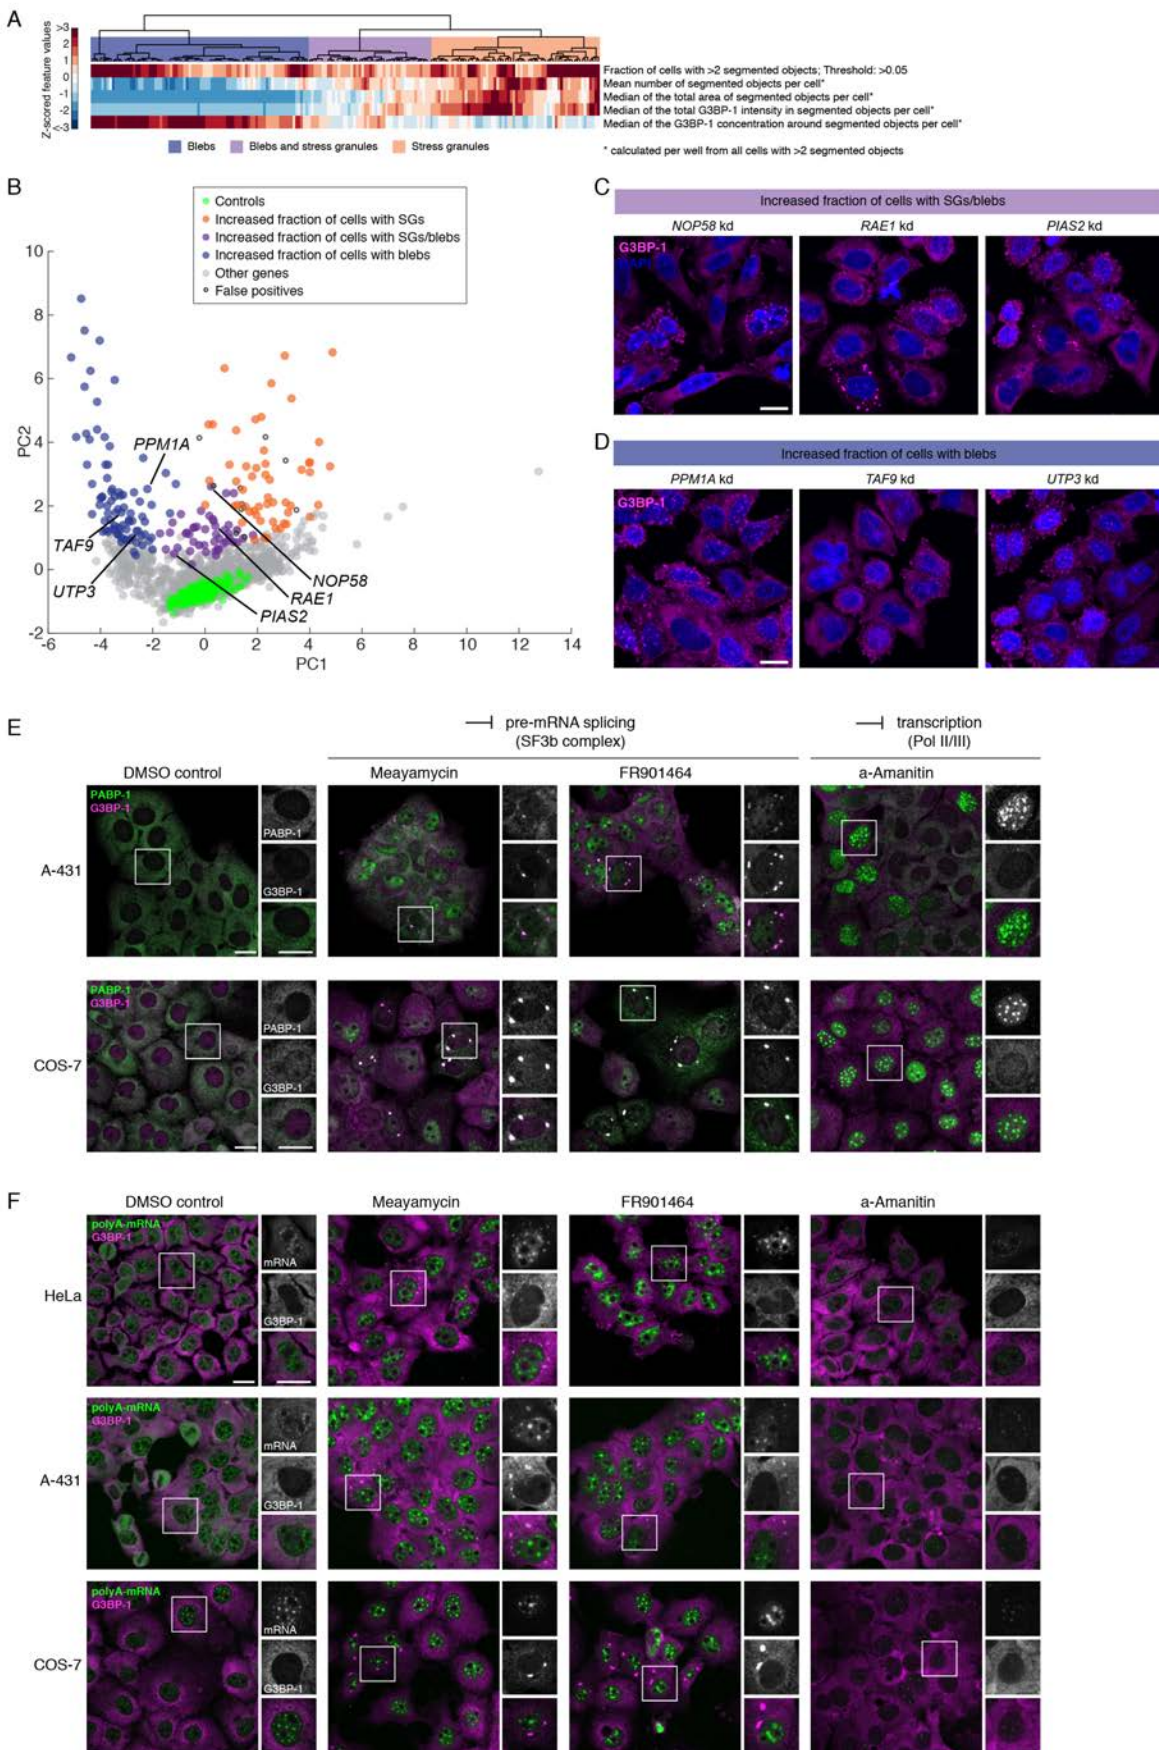 A
Z-scored feature values
>3
2
1
0
-1
-2
<-3
Fraction of cells with >2 segmented objects; Threshold: >0.05
Mean number of segmented objects per cell*
Median of the total area of segmented objects per cell*
Median of the total G3BP-1 intensity in segmented objects per cell*
Median of the G3BP-1 concentration around segmented objects per cell*
Blebs
Blebs and stress granules
Stress granules
* calculated per well from all cells with >2 segmented objects
B
Controls
Increased fraction of cells with SGs
Increased fraction of cells with SGs/blebs
Increased fraction of cells with blebs
Other genes
False positives
PC2
10
8
6
4
2
0
-2
PPM1A
TAF9
UTP3
NOP58
RAE1
PIAS2
-6 -4 -2 0 2 4 6 8 10 12 14
PC1
C
Increased fraction of cells with SGs/blebs
NOP58 kd RAE1 kd PIAS2 kd
G3BP-1
DAPI
D
Increased fraction of cells with blebs
PPM1A kd TAF9 kd UTP3 kd
G3BP-1
E
pre-mRNA splicing
(SF3b complex)
transcription
(Pol II/III)
DMSO control Meayamycin FR901464 a-Amanitin
A-431
PABP-1
G3BP-1
PABP-1
G3BP-1
COS-7
PABP-1
G3BP-1
PABP-1
G3BP-1
F
DMSO control Meayamycin FR901464 a-Amanitin
HeLa
polyA-mRNA
G3BP-1
mRNA
G3BP-1
A-431
polyA-mRNA
G3BP-1
mRNA
G3BP-1
COS-7
polyA-mRNA
G3BP-1
mRNA
G3BP-1